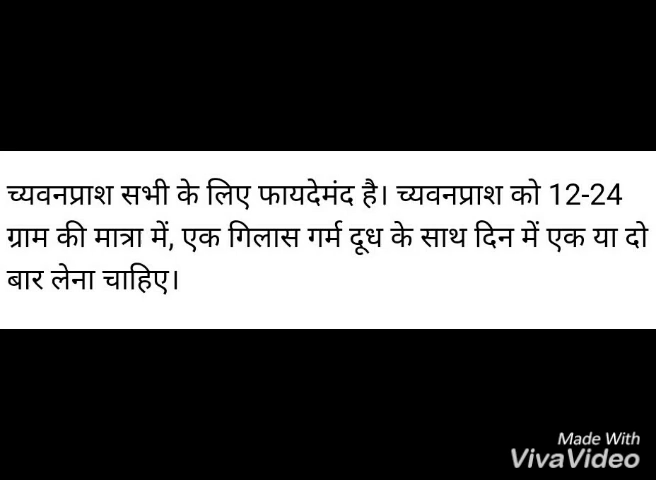 च्यवनप्राश सभी के लिए फायदेमंद है। च्यवनप्राश को 12-24
ग्राम की मात्रा में, एक गिलास गर्म दूध के साथ दिन में एक या दो
बार लेना चाहिए।
Made With
VivaVideo